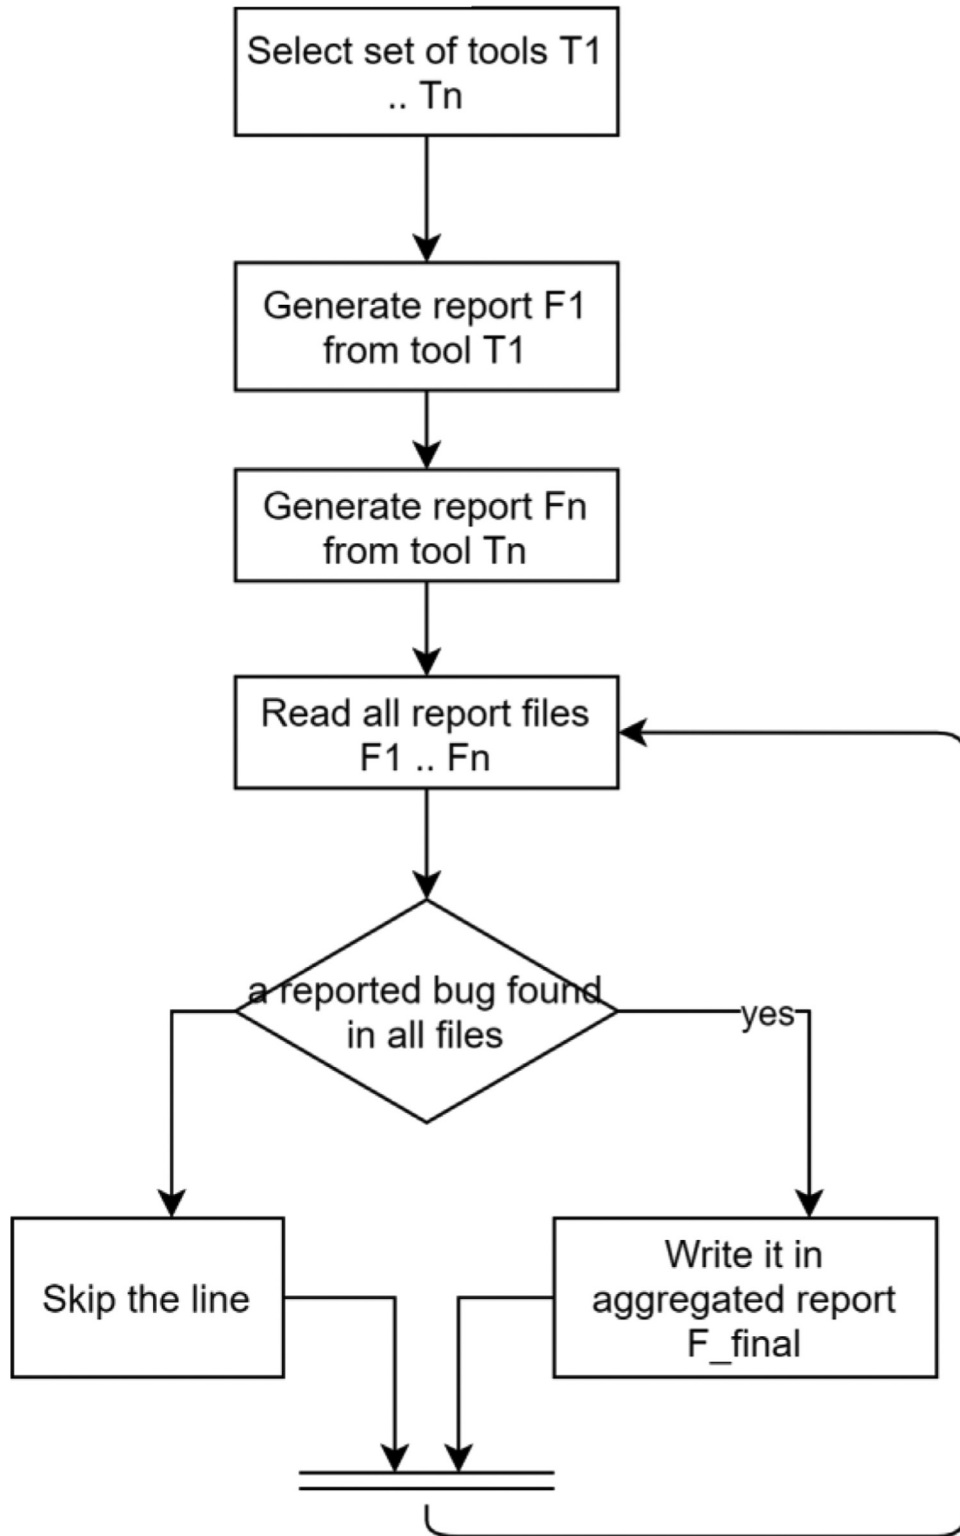 Select set of tools T1
.. Tn
Generate report F1
from tool T1
Generate report Fn
from tool Tn
Read all report files
F1 .. Fn
a reported bug found
in all files
yes
Skip the line
Write it in
aggregated report
F_final